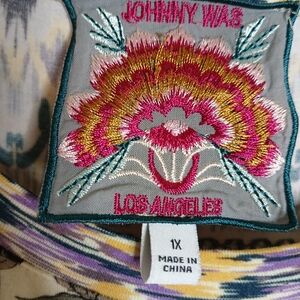 JOHNNY WAS
LOS ANGELES
1X
MADE IN
CHINA